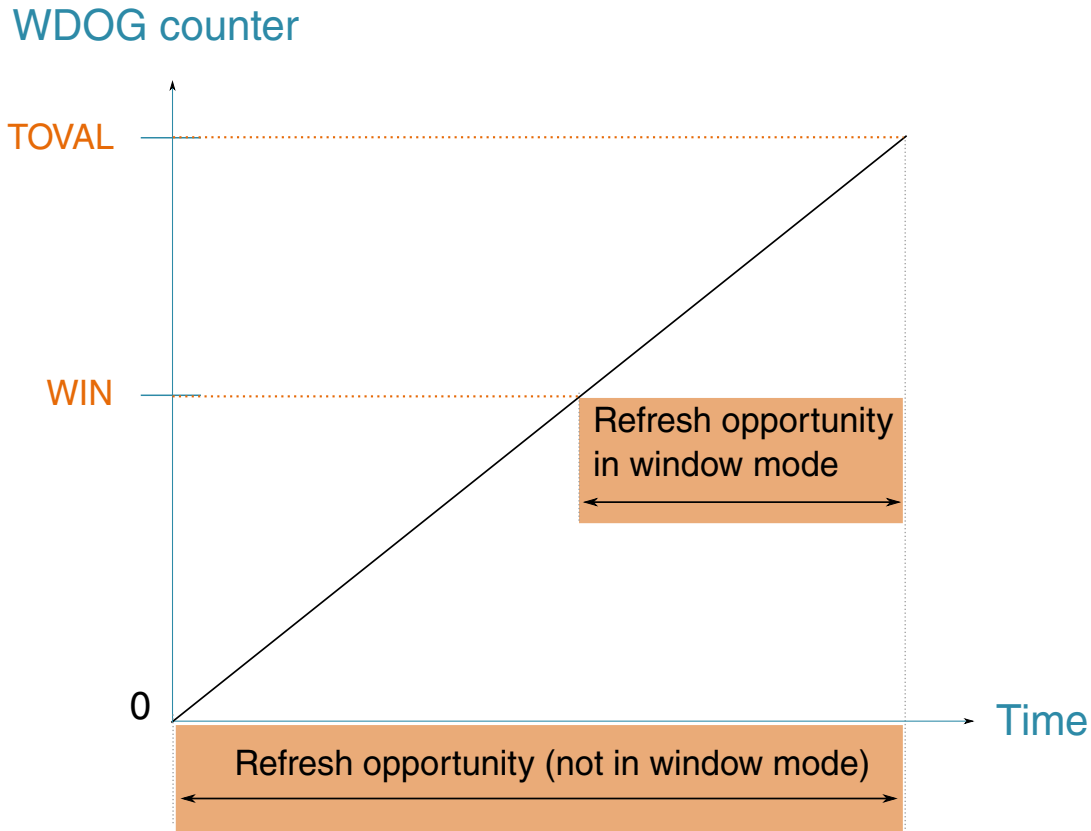 WDOG counter
TOVAL
WIN
Refresh opportunity
in window mode
0
Time
Refresh opportunity (not in window mode)